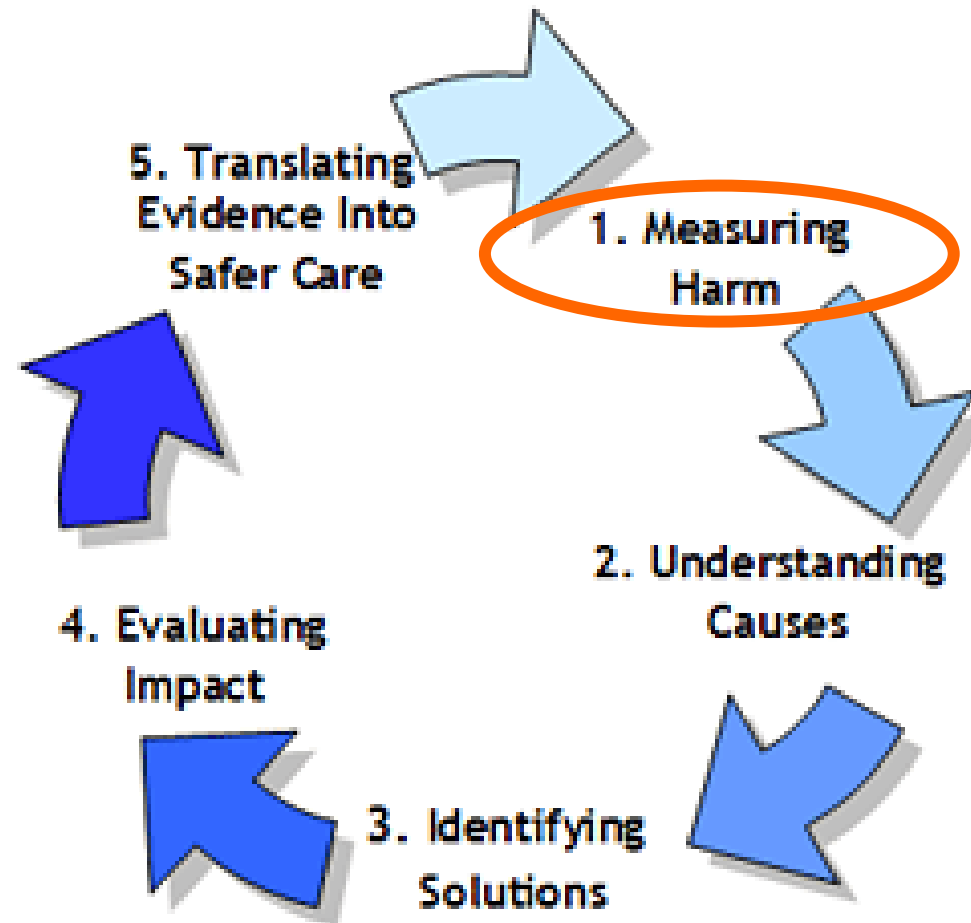 1. Measuring
Harm
2. Understanding
Causes
3. Identifying
Solutions
4. Evaluating
Impact
5. Translating
Evidence Into
Safer Care